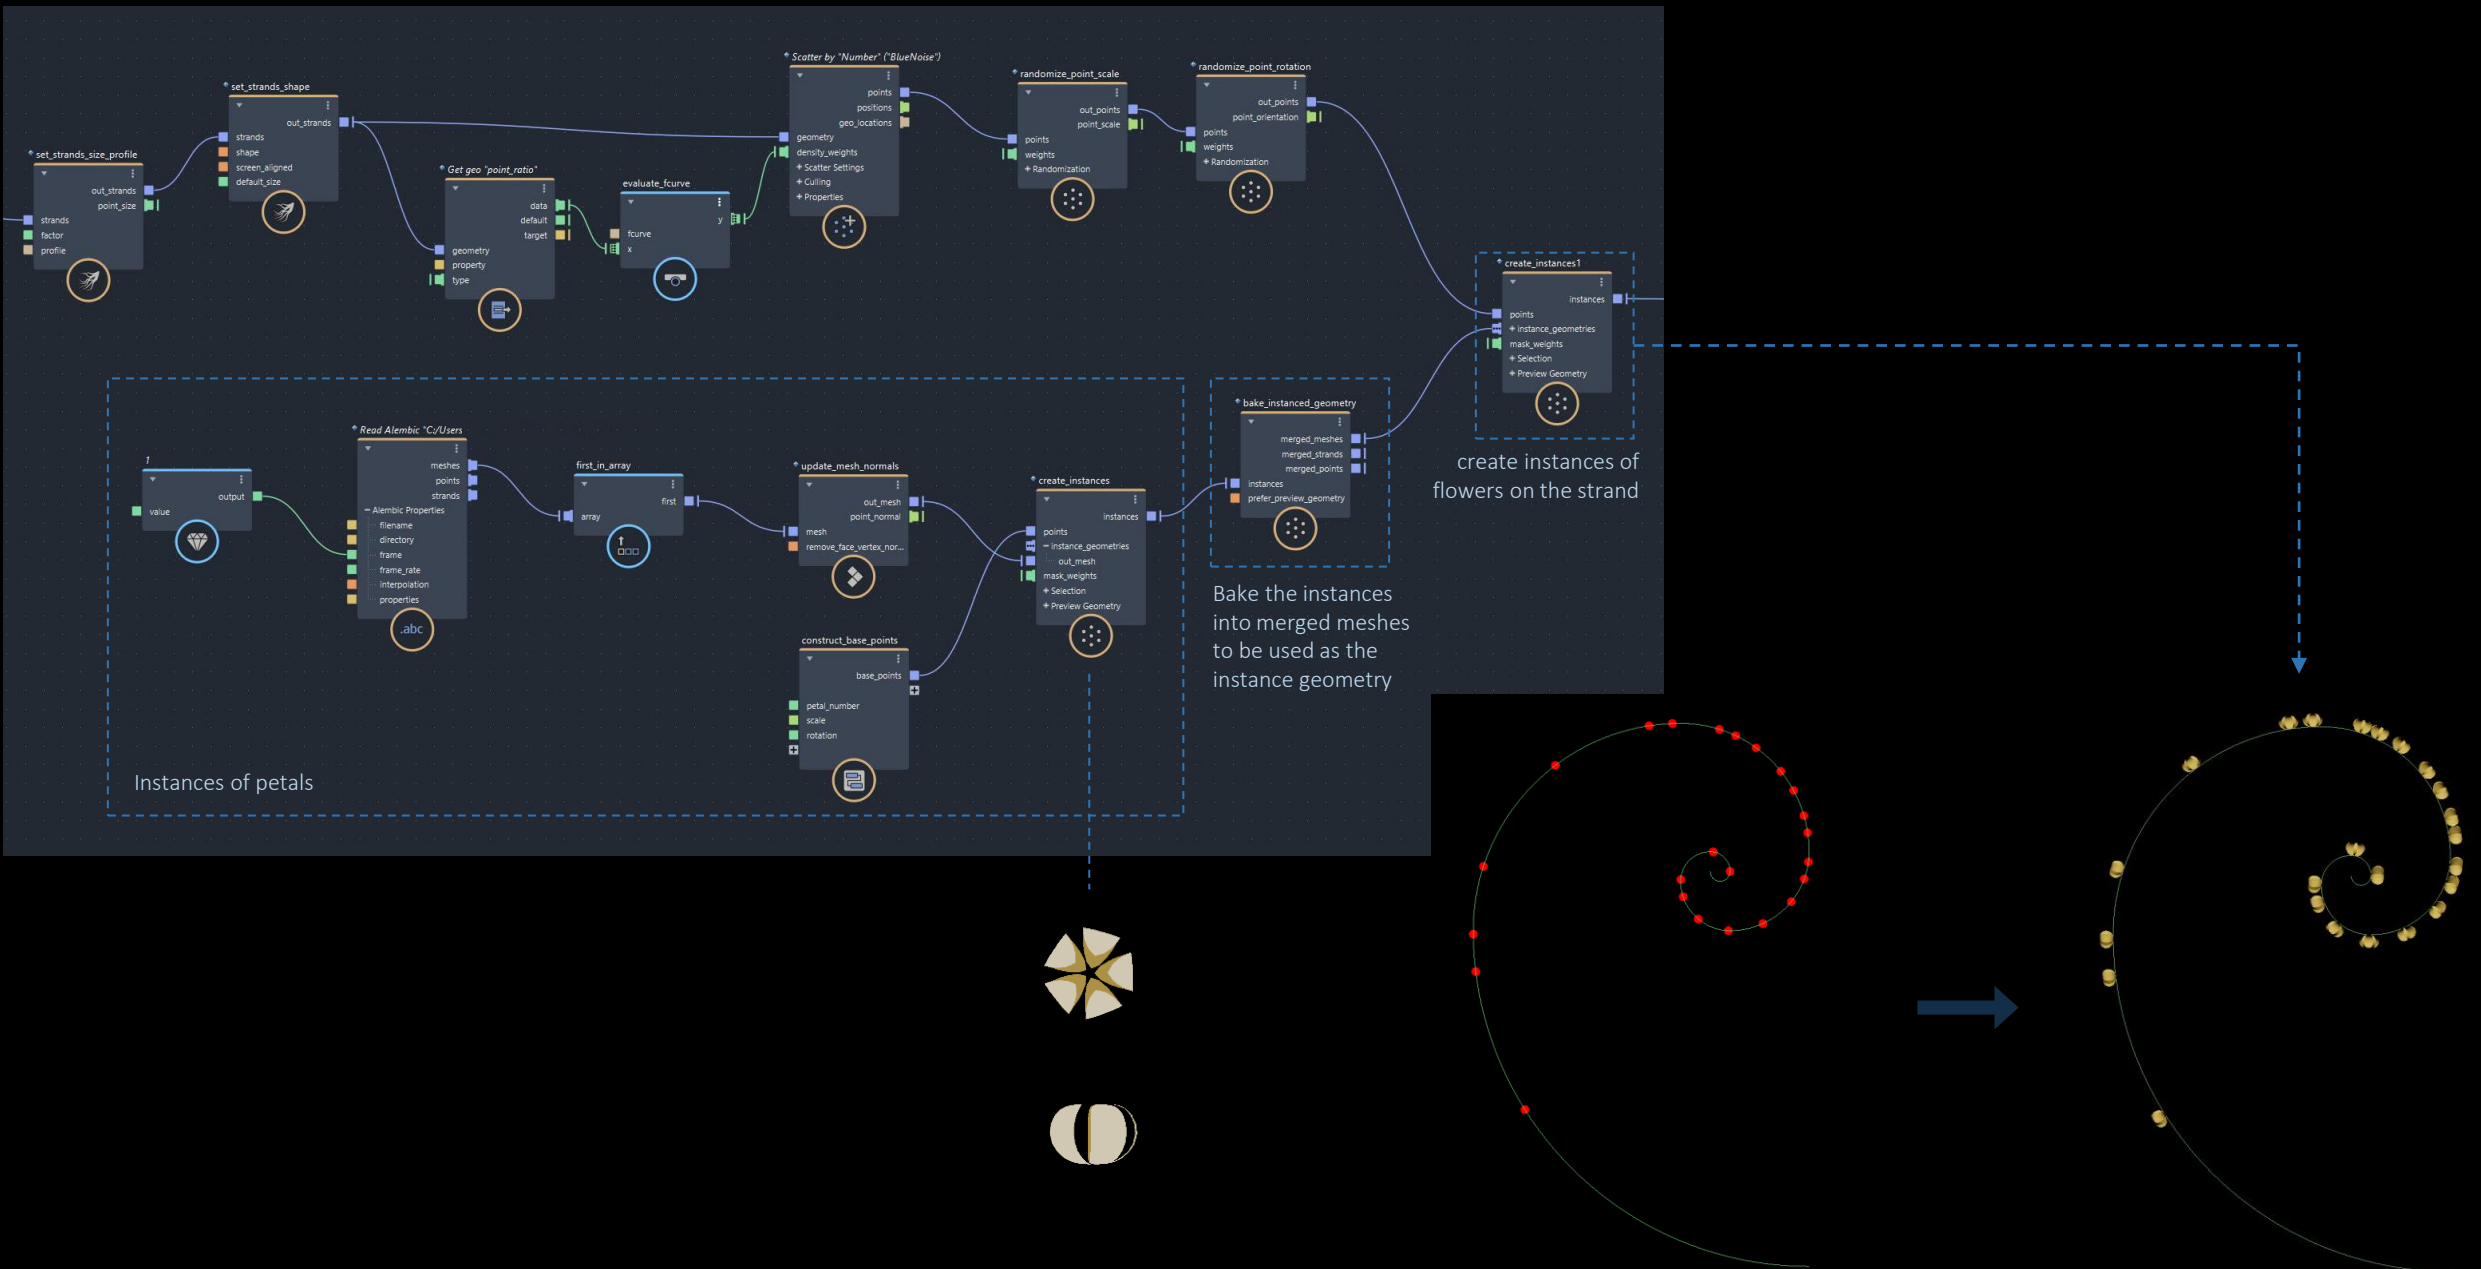 set_strands_size_profile
out_strands
point_size
strands
factor
profile
set_strands_shape
out_strands
strands
shape
screen_aligned
default_size
Get geo "point_ratio"
data
default
target
geometry
property
type
evaluate_fcurve
y
fcurve
x
Scatter by "Number" ("BlueNoise")
points
positions
geo_locations
geometry
density_weights
+ Scatter Settings
+ Culling
+ Properties
randomize_point_scale
out_points
point_scale
points
weights
+ Randomization
randomize_point_rotation
out_points
point_orientation
points
weights
+ Randomization
create_instances1
instances
points
+ instance_geometries
mask_weights
+ Selection
+ Preview Geometry
create instances of
flowers on the strand
1
output
value
Read Alembic "C:/Users
meshes
points
strands
− Alembic Properties
filename
directory
frame
frame_rate
interpolation
properties
.abc
first_in_array
first
array
update_mesh_normals
out_mesh
point_normal
mesh
remove_face_vertex_nor...
construct_base_points
base_points
petal_number
scale
rotation
create_instances
instances
points
− instance_geometries
out_mesh
mask_weights
+ Selection
+ Preview Geometry
bake_instanced_geometry
merged_meshes
merged_strands
merged_points
instances
prefer_preview_geometry
Bake the instances
into merged meshes
to be used as the
instance geometry
Instances of petals